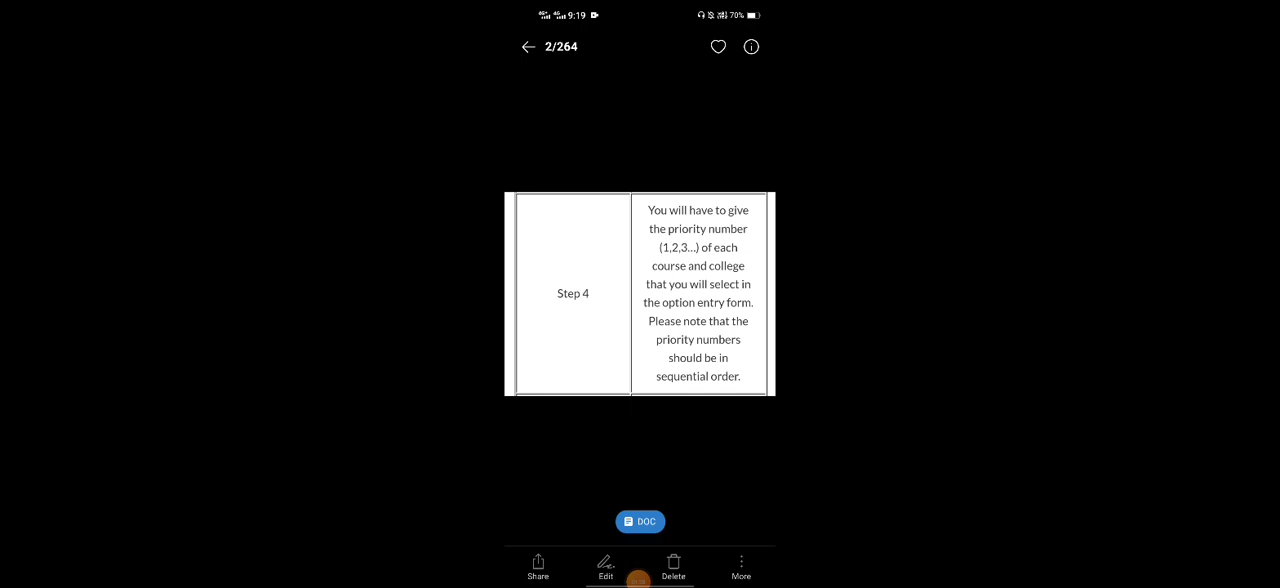 9:19
70%
2/264
Step 4
You will have to give
the priority number
(1,2,3...) of each
course and college
that you will select in
the option entry form.
Please note that the
priority numbers
should be in
sequential order.
DOC
Share
Edit
Delete
More